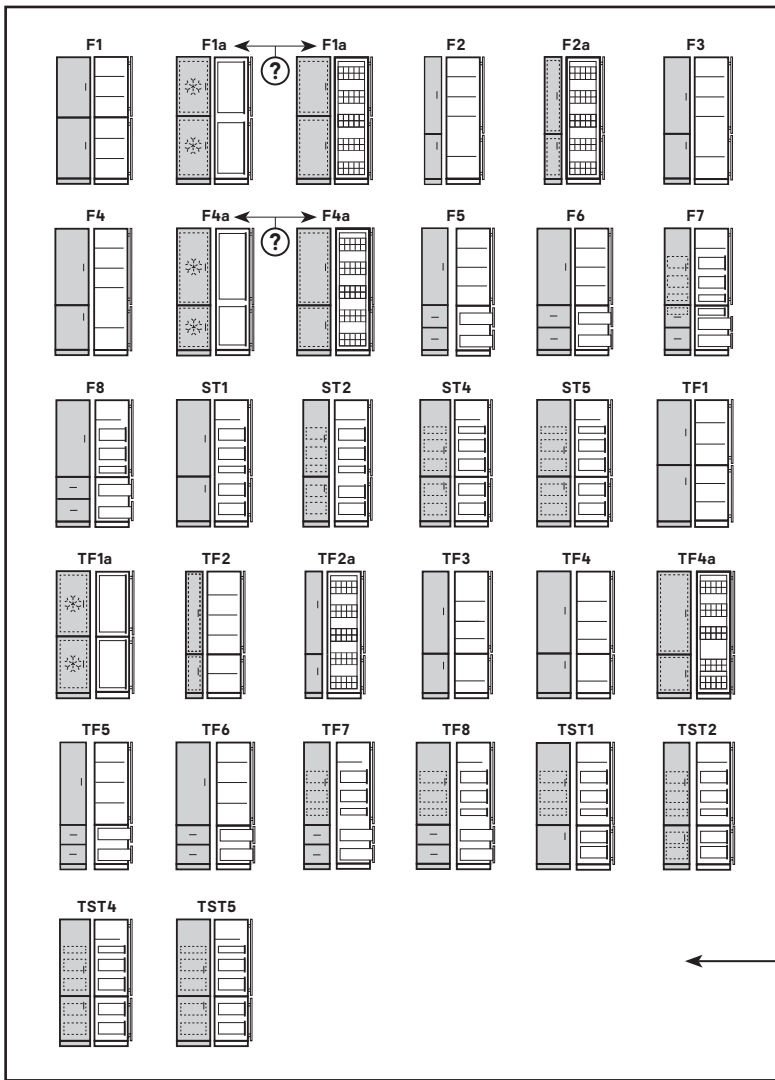 F1 F1a F1a F2 F2a F3
?
F4 F4a F4a F5 F6 F7
?
F8 ST1 ST2 ST4 ST5 TF1
TF1a TF2 TF2a TF3 TF4 TF4a
TF5 TF6 TF7 TF8 TST1 TST2
TST4 TST5